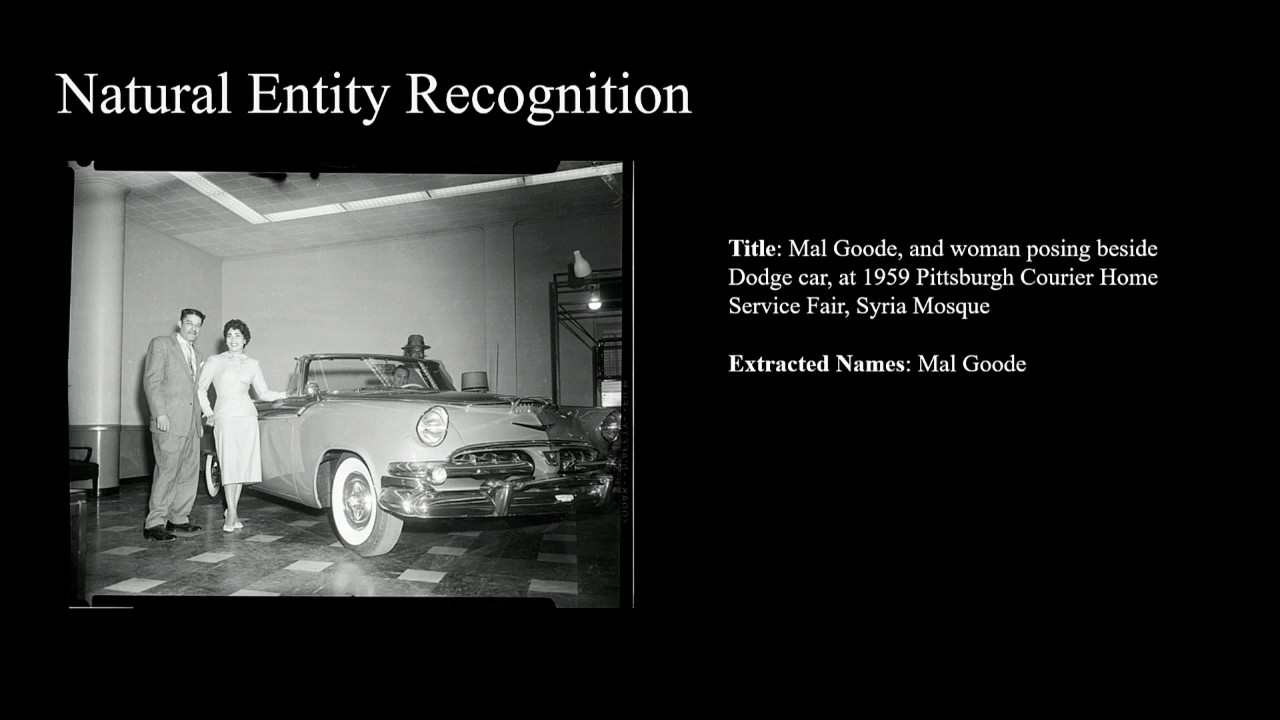 Natural Entity Recognition
Title: Mal Goode, and woman posing beside
Dodge car, at 1959 Pittsburgh Courier Home
Service Fair, Syria Mosque
Extracted Names: Mal Goode